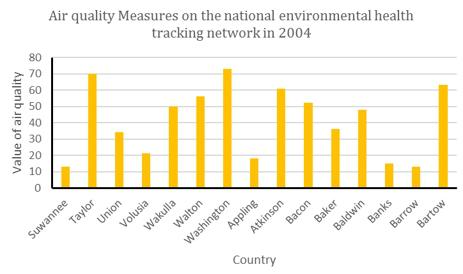 Air quality Measures on the national environmental health
tracking network in 2004
Value of air quality
80
70
60
50
40
30
20
10
0
Suwannee
Taylor
Union
Volusia
Wakulla
Walton
Washington
Appling
Atkinson
Bacon
Baker
Baldwin
Banks
Barrow
Bartow
Country